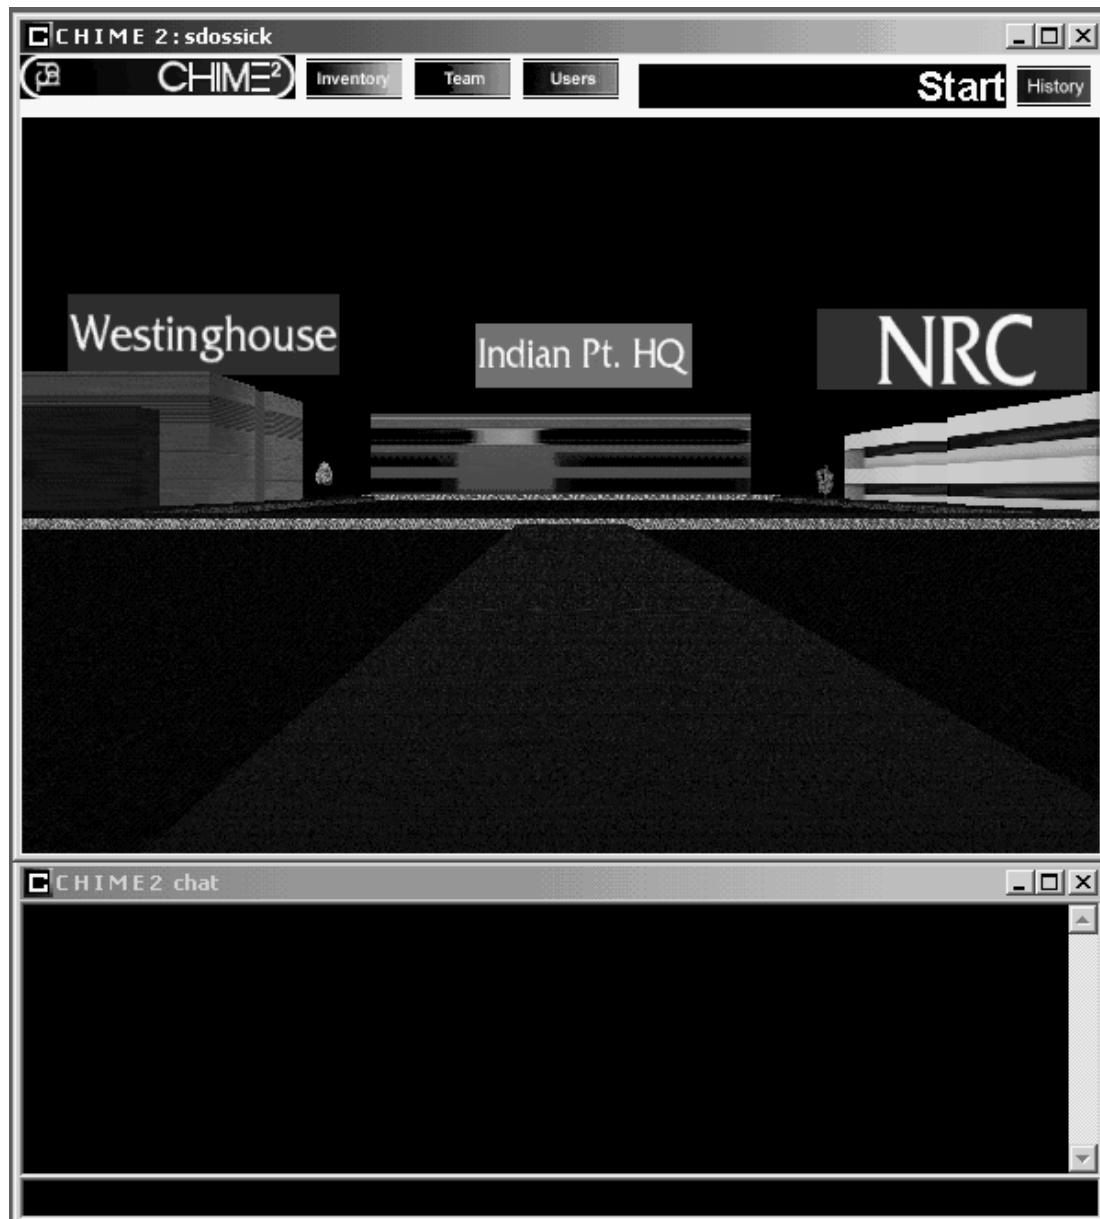 CHIME 2: sdossick
CHIME²
Inventory
Team
Users
Start
History
Westinghouse
Indian Pt. HQ
NRC
CHIME2 chat